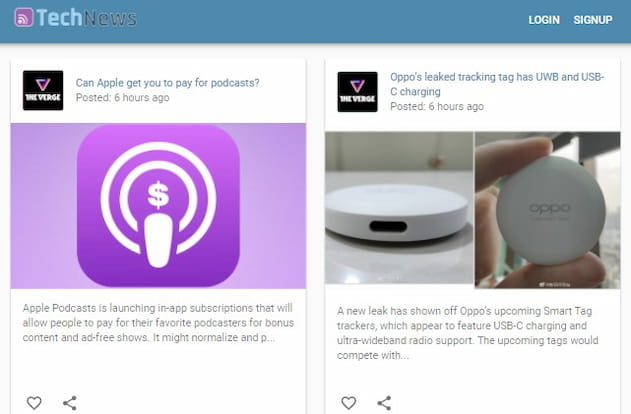 TechNews
LOGIN SIGNUP
THE VERGE
Can Apple get you to pay for podcasts?
Posted: 6 hours ago
$
Apple Podcasts is launching in-app subscriptions that will
allow people to pay for their favorite podcasters for bonus
content and ad-free shows. It might normalize and p...
THE VERGE
Oppo's leaked tracking tag has UWB and USB-
C charging
Posted: 6 hours ago
oppo
A new leak has shown off Oppo's upcoming Smart Tag
trackers, which appear to feature USB-C charging and
ultra-wideband radio support. The upcoming tags would
compete with...